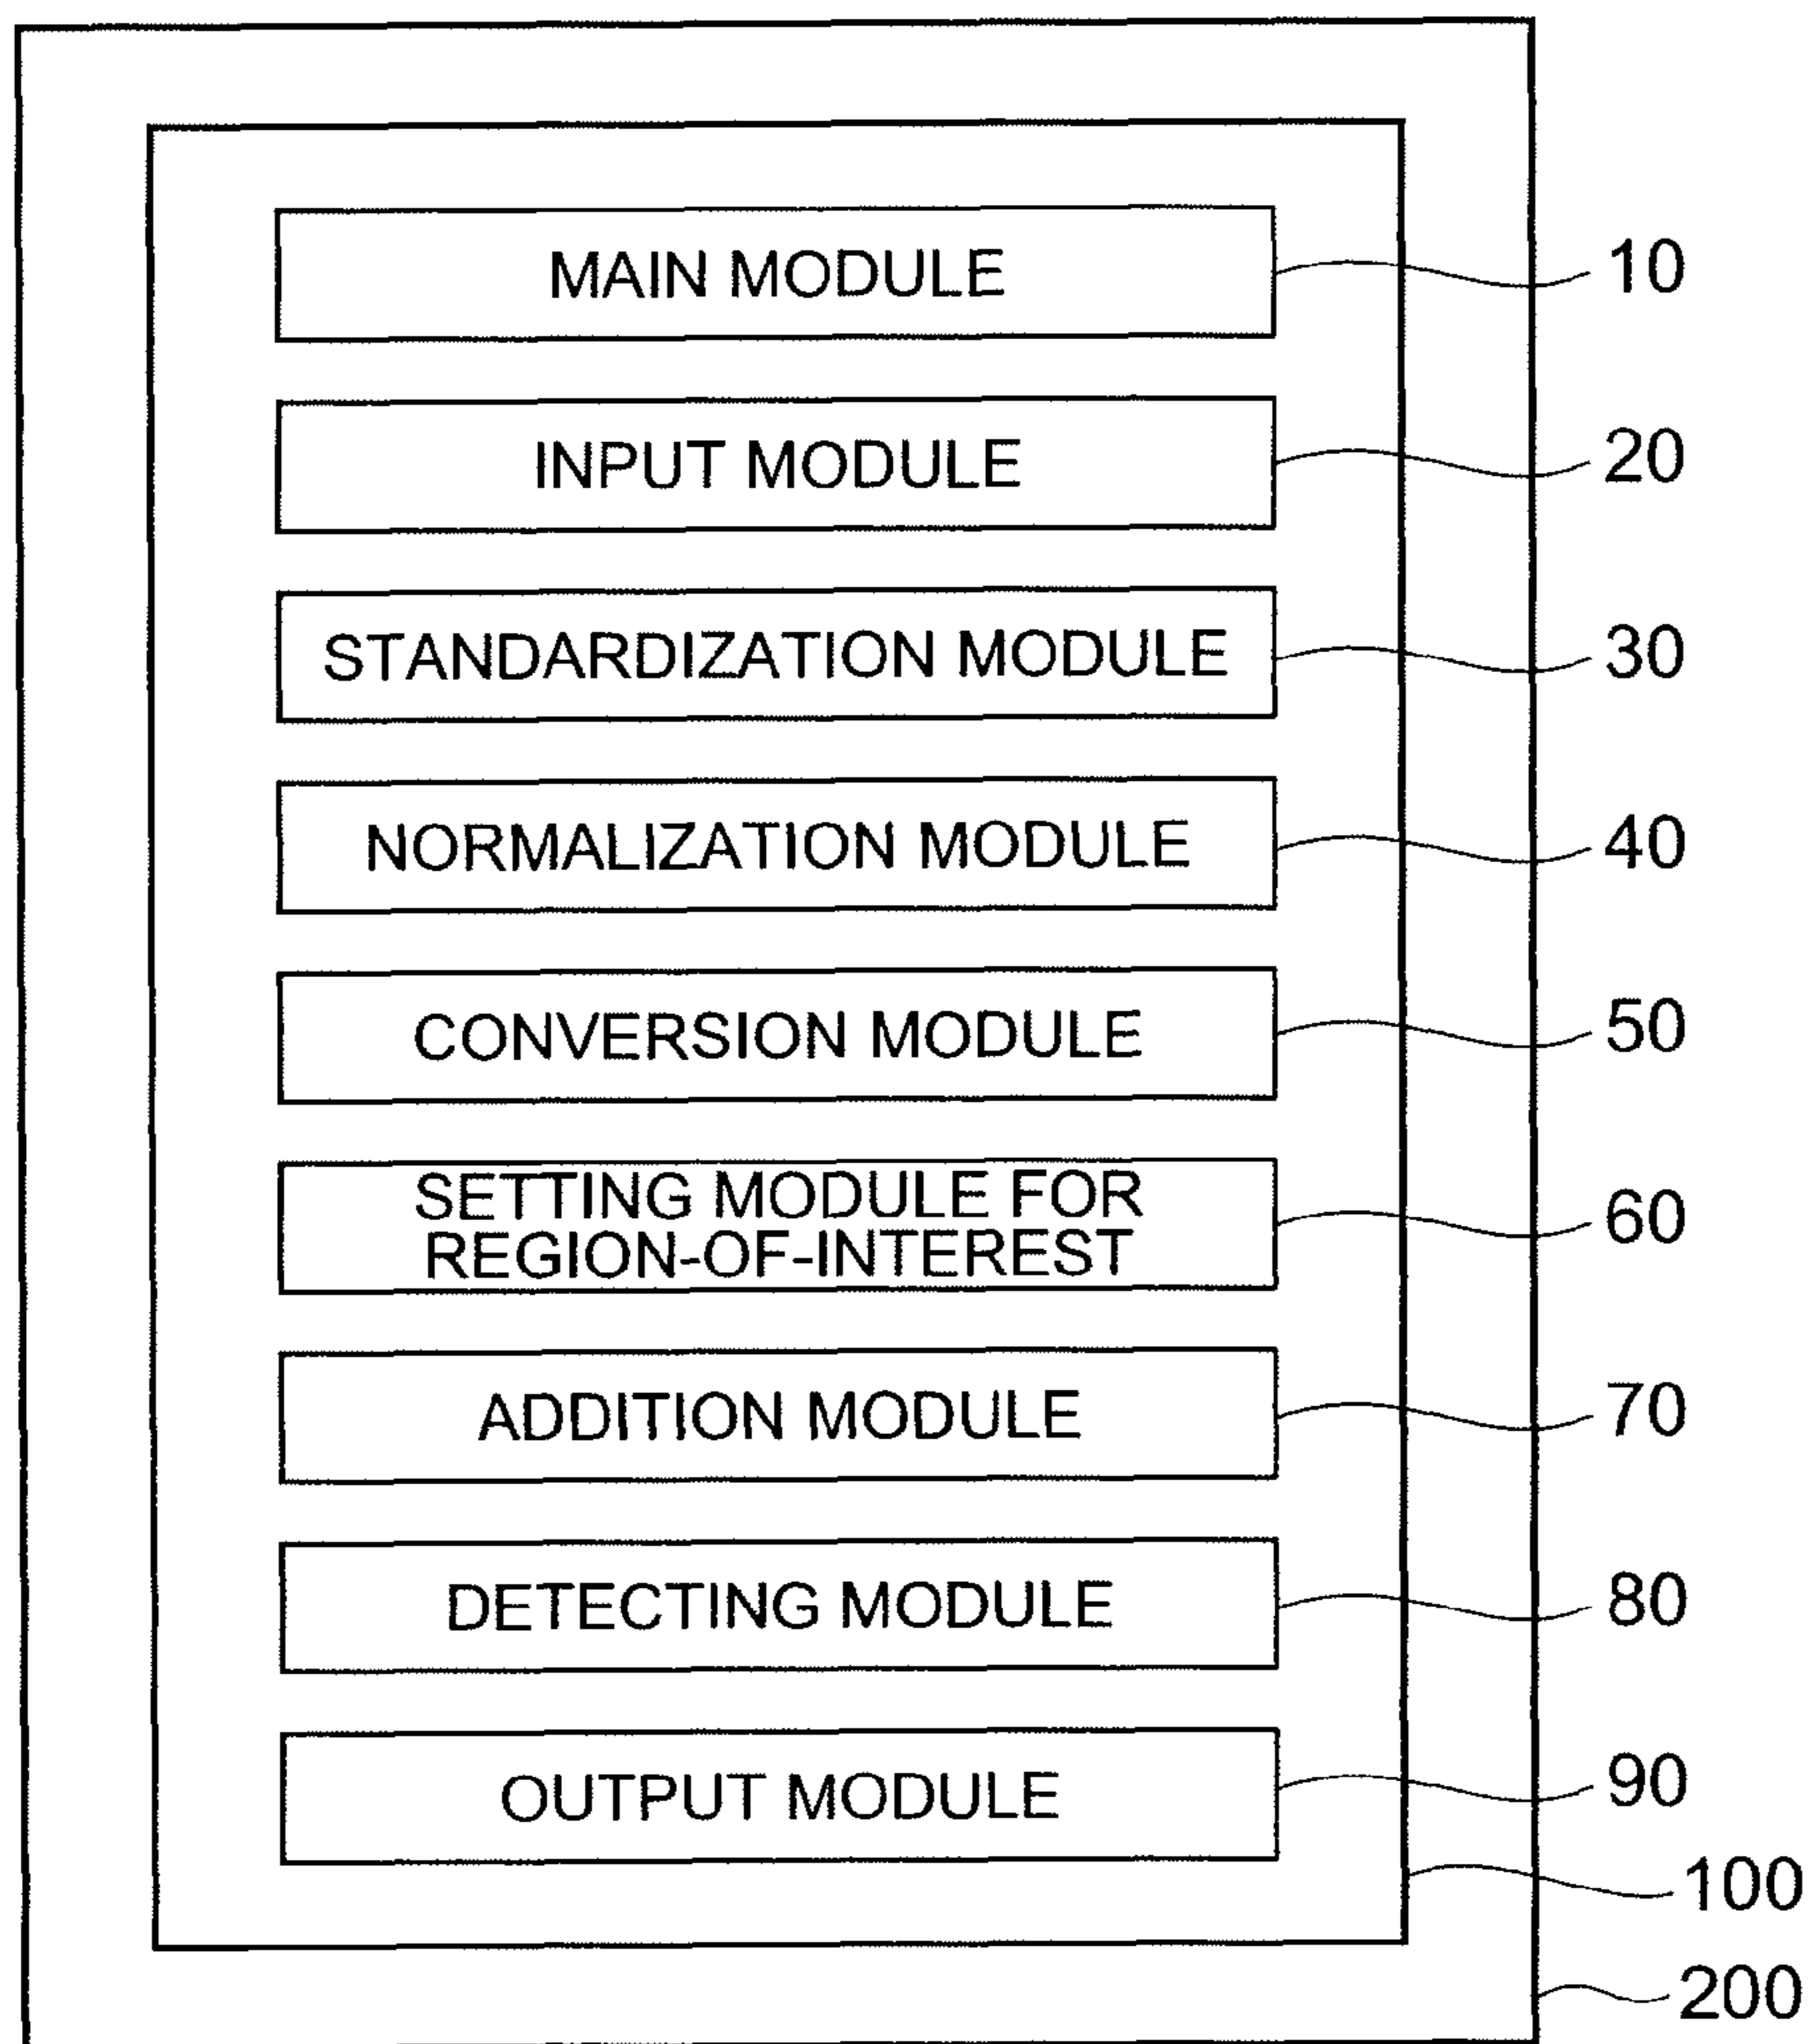 MAIN MODULE 10
INPUT MODULE 20
STANDARDIZATION MODULE 30
NORMALIZATION MODULE 40
CONVERSION MODULE 50
SETTING MODULE FOR
REGION-OF-INTEREST 60
ADDITION MODULE 70
DETECTING MODULE 80
OUTPUT MODULE 90
100
200